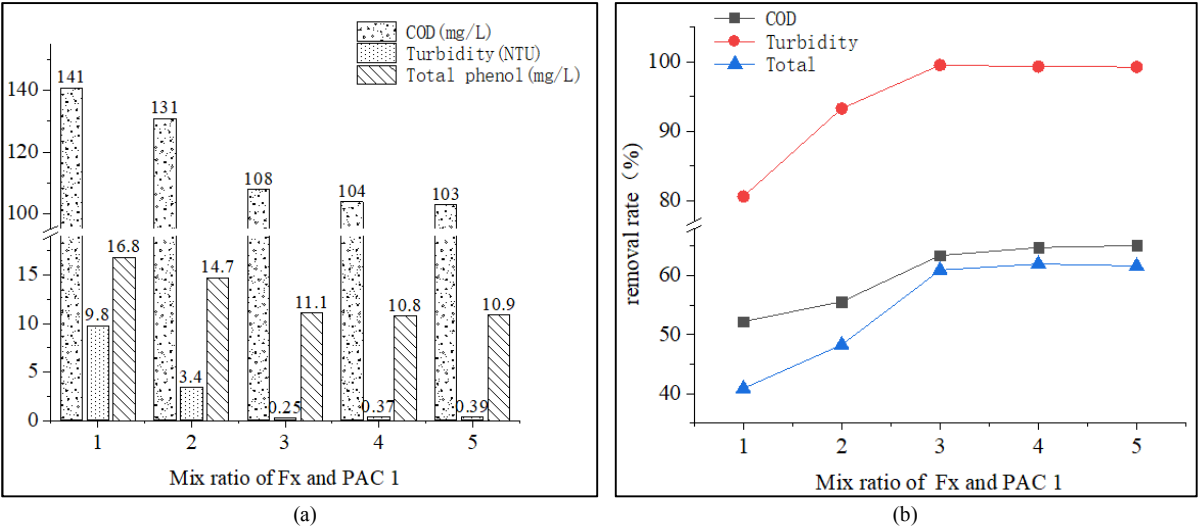 COD(mg/L)
Turbidity(NTU)
Total phenol(mg/L)
141
131
108
104
103
16.8
14.7
11.1
10.8
10.9
9.8
3.4
0.25
0.37
0.39
140
120
100
15
10
5
0
1 2 3 4 5
Mix ratio of Fx and PAC 1
(a)
COD
Turbidity
Total
removal rate (%)
100
90
80
60
50
40
1 2 3 4 5
Mix ratio of Fx and PAC 1
(b)